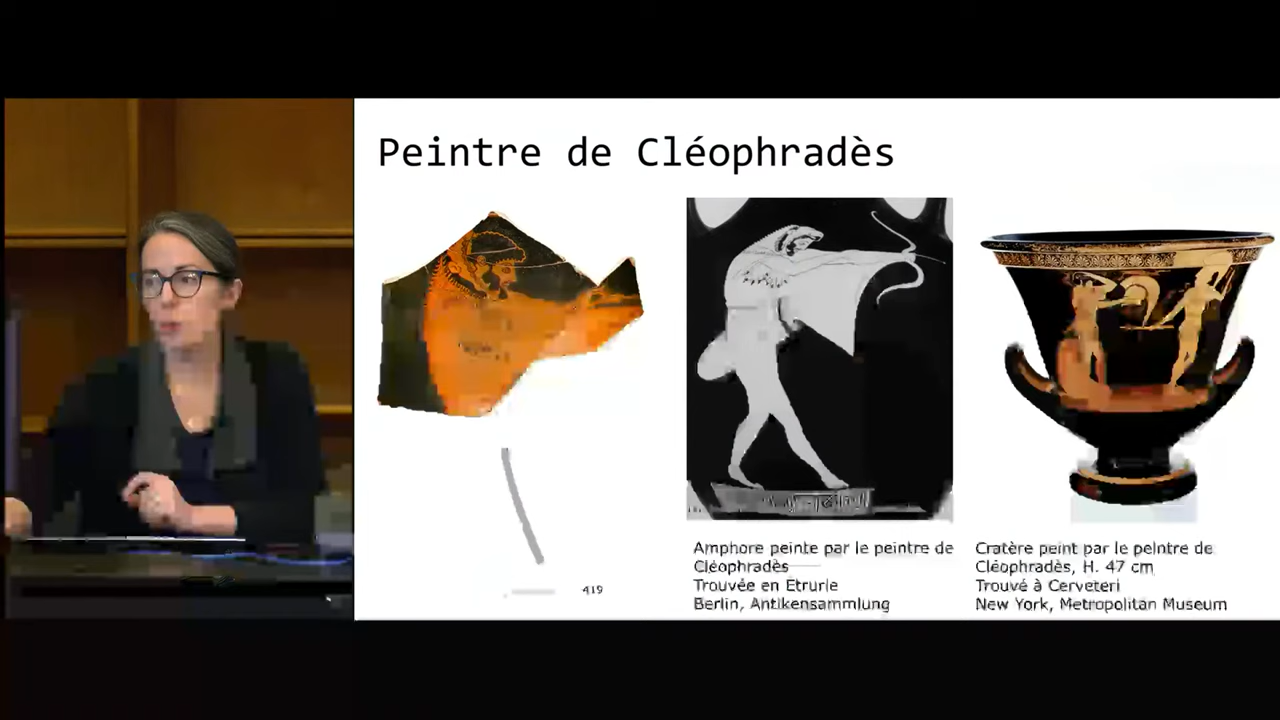 Peintre de Cléophradès
419
Amphore peinte par le peintre de
Cléophradès
Trouvée en Etrurie
Berlin, Antikensammlung
Cratère peint par le peintre de
Cléophradès, H. 47 cm
Trouvé à Cerveteri
New York, Metropolitan Museum